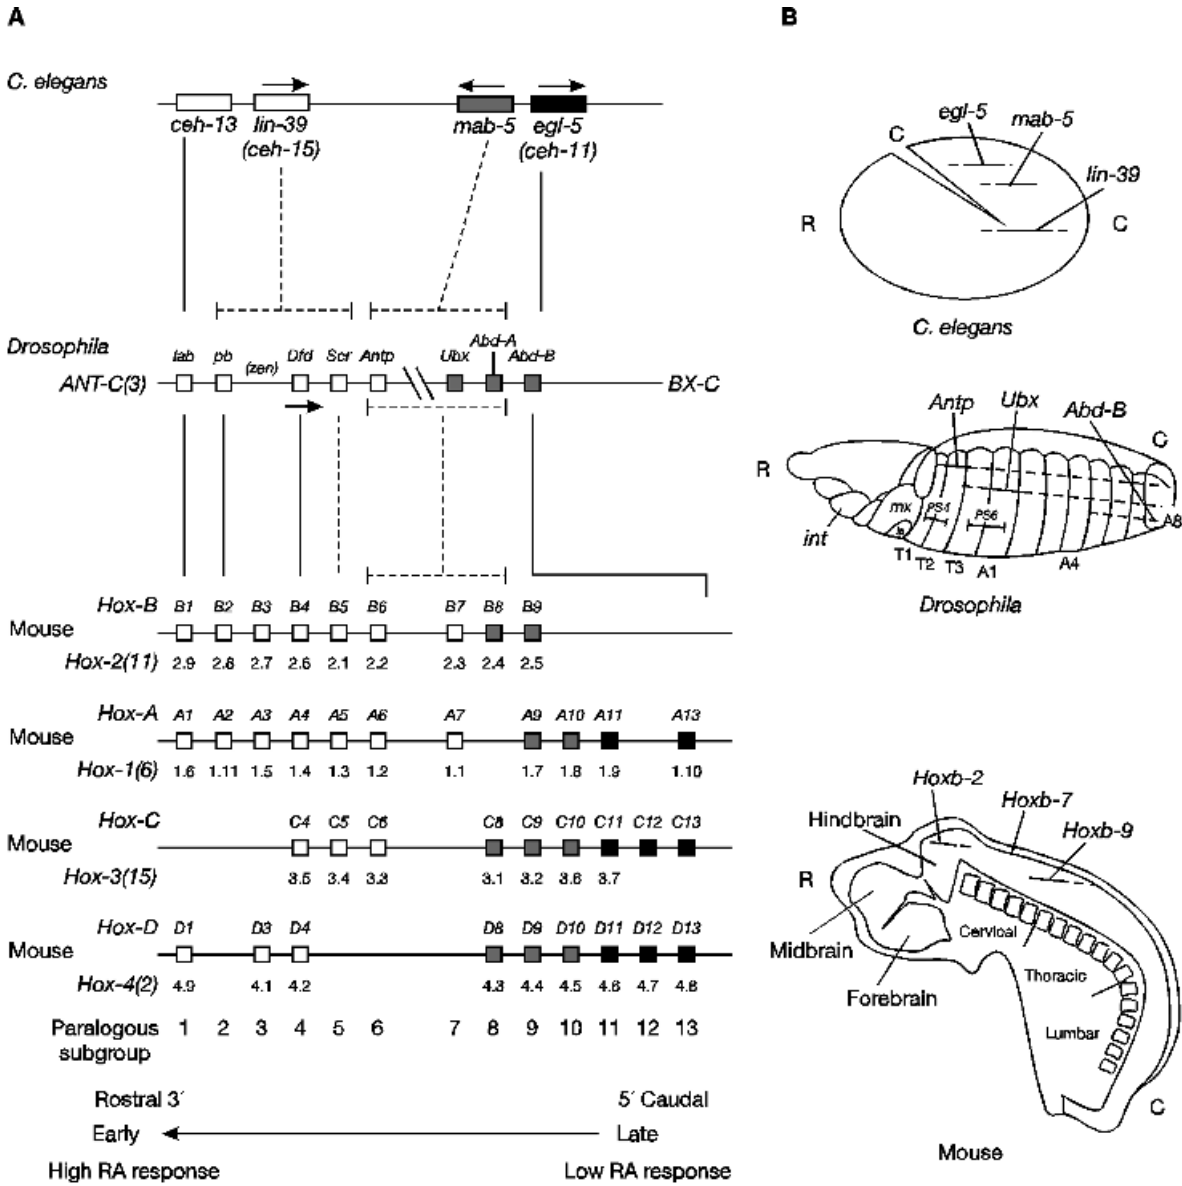 A
C. elegans
ceh-13 lin-39 mab-5 egl-5
(ceh-15) (ceh-11)
Drosophila
lab pb (zen) Dfd Scr Antp Ubx Abd-A Abd-B
ANT-C(3) BX-C
Hox-B B1 B2 B3 B4 B5 B6 B7 B8 B9
Mouse
Hox-2(11) 2.9 2.8 2.7 2.6 2.1 2.2 2.3 2.4 2.5
Hox-A A1 A2 A3 A4 A5 A6 A7 A9 A10 A11 A13
Mouse
Hox-1(6) 1.6 1.11 1.5 1.4 1.3 1.2 1.1 1.7 1.8 1.9 1.10
Hox-C C4 C5 C6 C8 C9 C10 C11 C12 C13
Mouse
Hox-3(15) 3.5 3.4 3.3 3.1 3.2 3.6 3.7
Hox-D D1 D3 D4 D8 D9 D10 D11 D12 D13
Mouse
Hox-4(2) 4.9 4.1 4.2 4.3 4.4 4.5 4.6 4.7 4.8
Paralogous 1 2 3 4 5 6 7 8 9 10 11 12 13
subgroup
Rostral 3´ 5´ Caudal
Early Late
High RA response Low RA response
B
egl-5 mab-5
C
lin-39
R C
C. elegans
Antp Ubx Abd-B
R C
mx PS4 PS6
int A8
T1 T2 T3 A1 A4
Drosophila
Hoxb-2
Hoxb-7
Hindbrain Hoxb-9
R
Midbrain Cervical
Forebrain Thoracic
Lumbar
C
Mouse